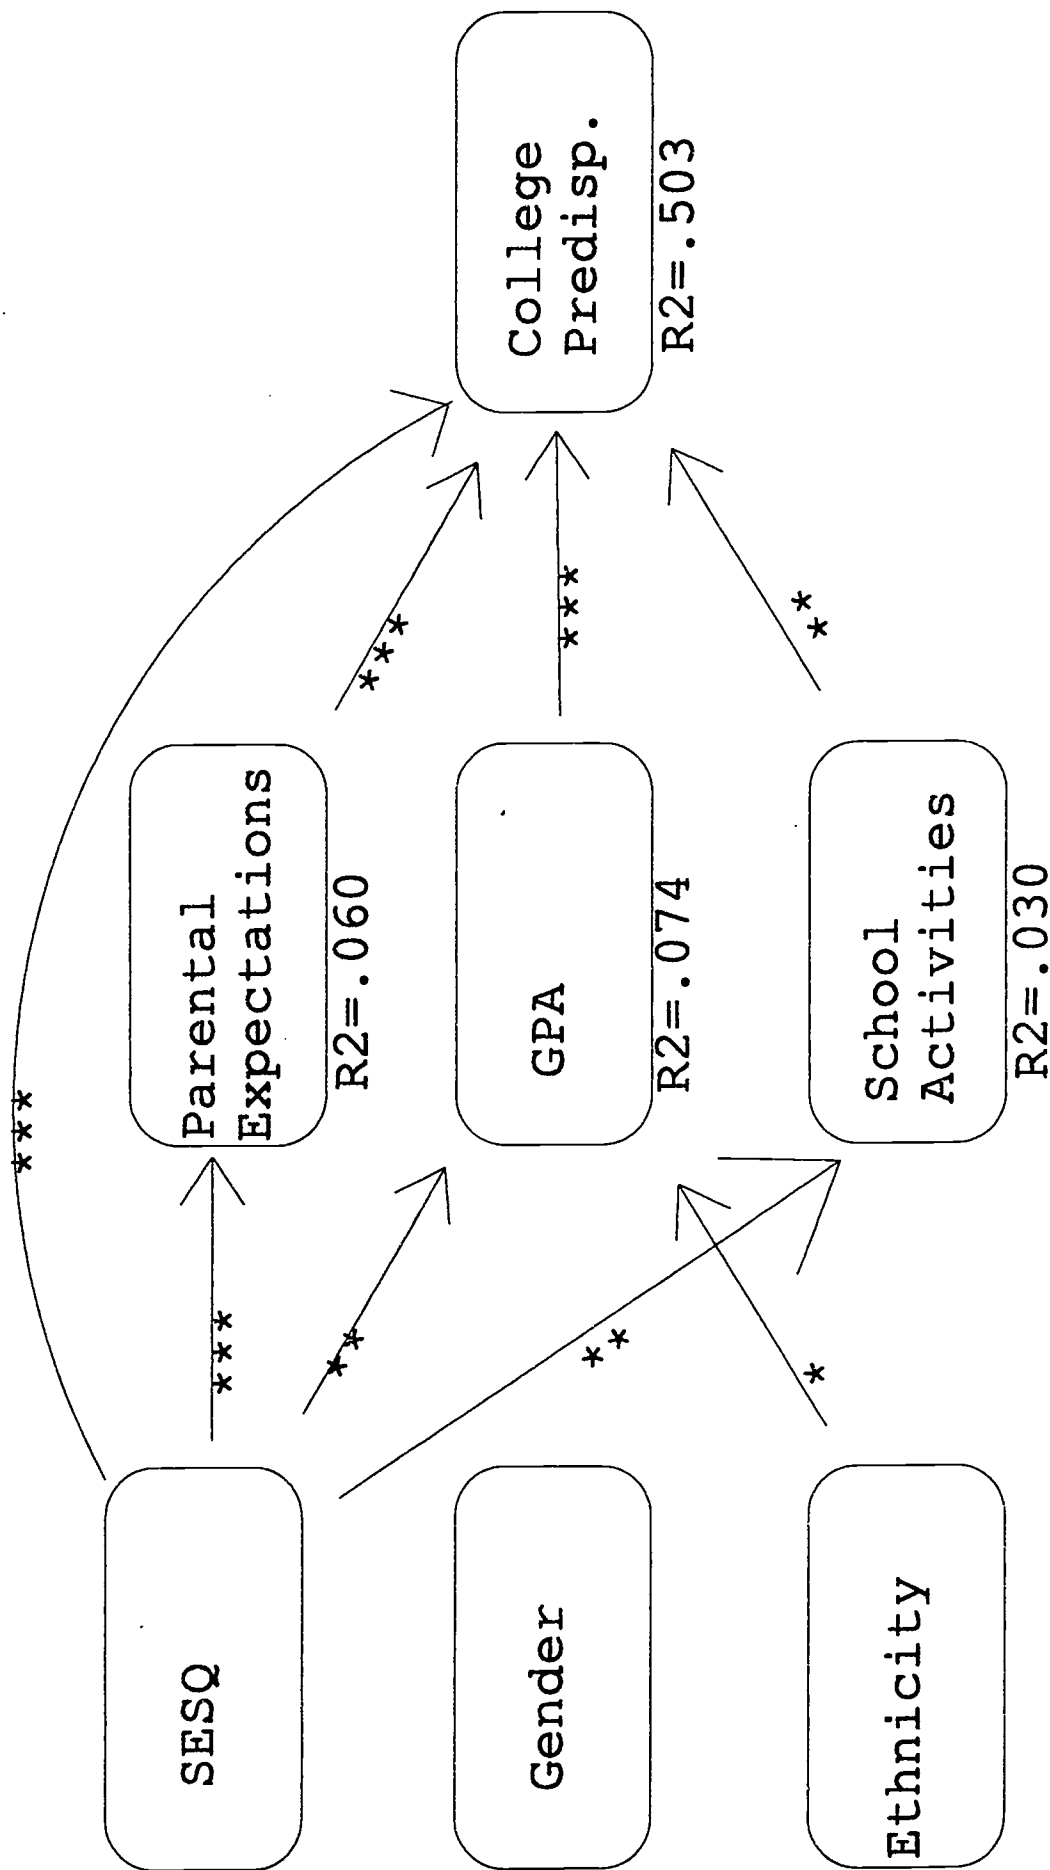 ***
SESQ
***
Parental
Expectations
R2=.060
***
**
Gender
**
GPA
R2=.074
***
College
Predisp.
R2=.503
Ethnicity
*
School
Activities
R2=.030
**